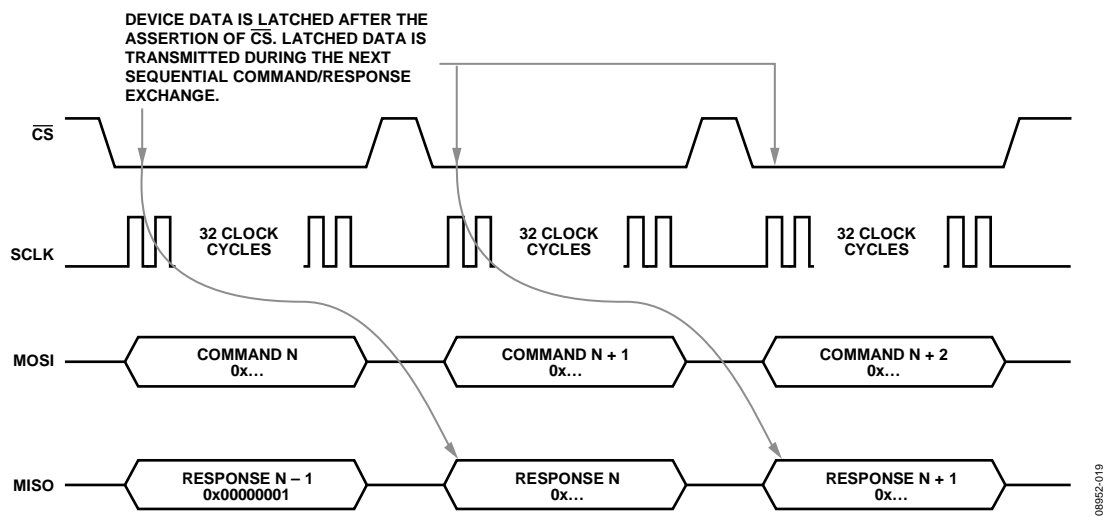 DEVICE DATA IS LATCHED AFTER THE
ASSERTION OF C̅S̅. LATCHED DATA IS
TRANSMITTED DURING THE NEXT
SEQUENTIAL COMMAND/RESPONSE
EXCHANGE.
C̅S̅
SCLK
32 CLOCK
CYCLES
32 CLOCK
CYCLES
32 CLOCK
CYCLES
MOSI
COMMAND N
0x…
COMMAND N + 1
0x…
COMMAND N + 2
0x…
MISO
RESPONSE N – 1
0x00000001
RESPONSE N
0x…
RESPONSE N + 1
0x…
08952-019